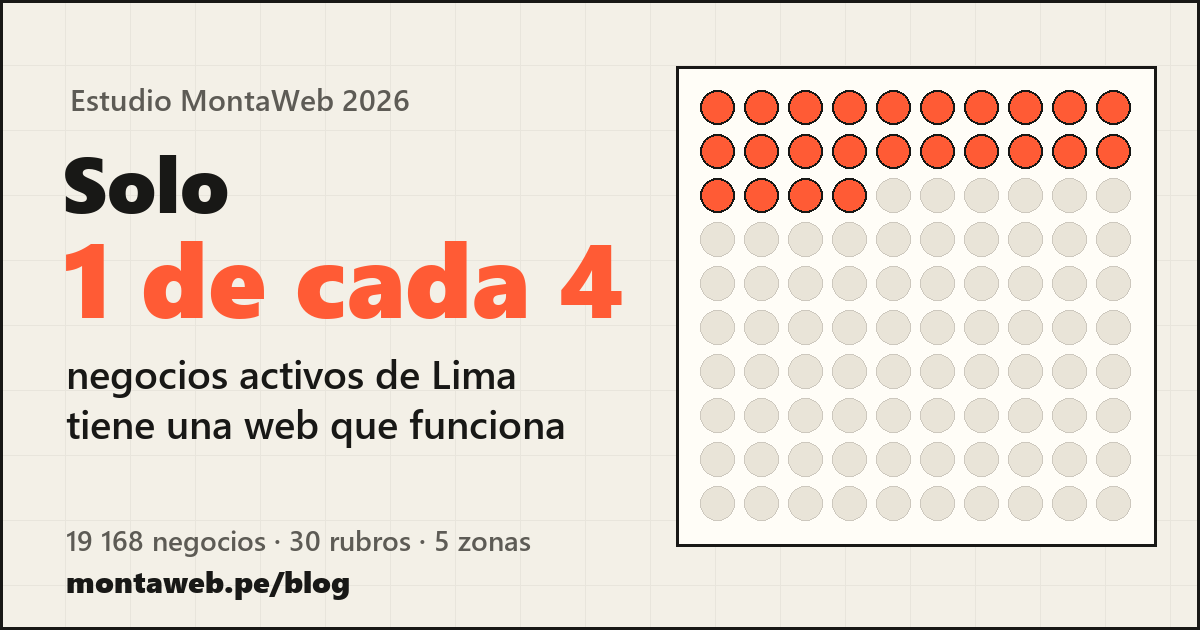 Estudio MontaWeb 2026
Solo
1 de cada 4
negocios activos de Lima
tiene una web que funciona
19 168 negocios · 30 rubros · 5 zonas
montaweb.pe/blog